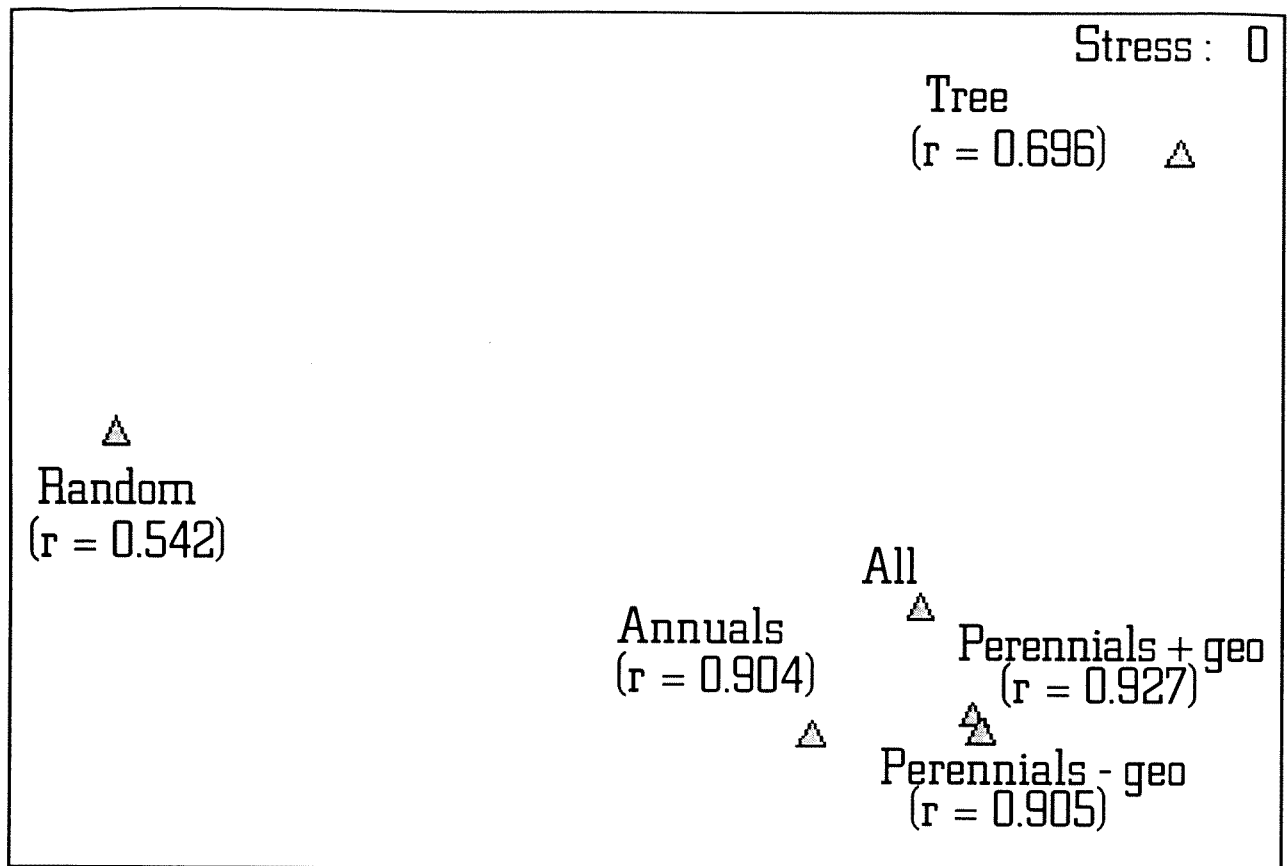 Stress : 0
Tree
(r = 0.696)
Random
(r = 0.542)
All
Annuals
(r = 0.904)
Perennials + geo
(r = 0.927)
Perennials - geo
(r = 0.905)